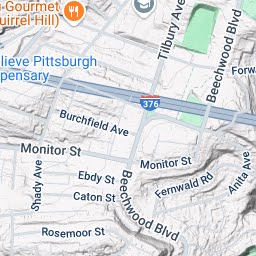 Gourmet
uirrel Hill)
Tilbury Ave
Beechwood Blvd
lieve Pittsburgh
pensary
Forw
376
Burchfield Ave
Monitor St
Monitor St
Shady Ave
Ebdy St
Caton St
Beechwood Blvd
Fernwald Rd
Anita Ave
Rosemoor St